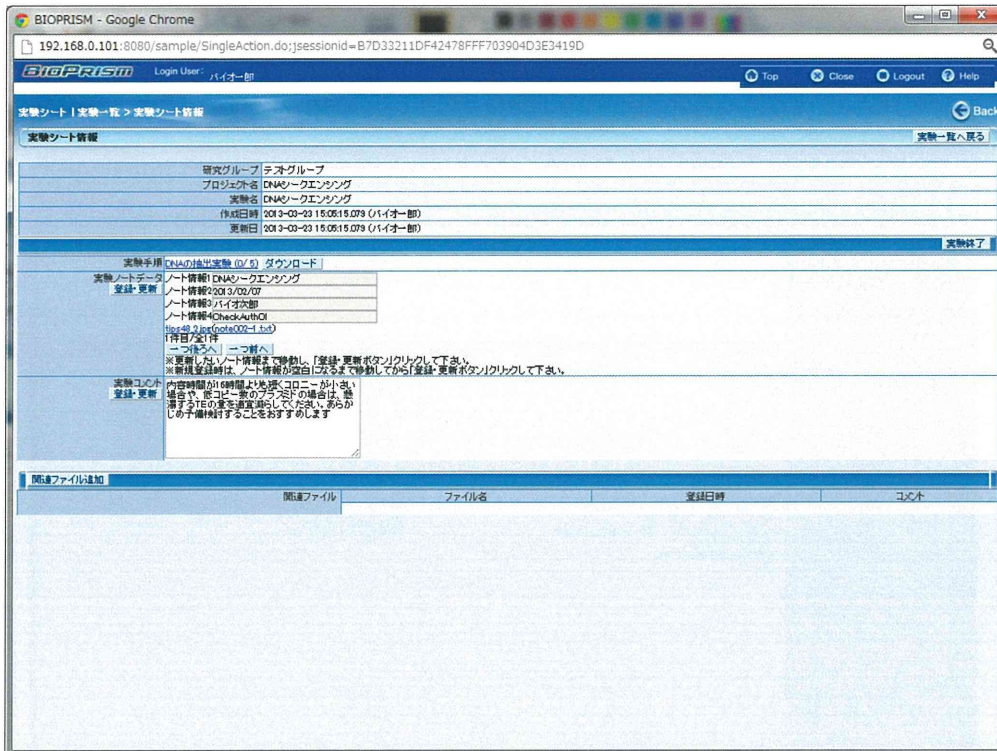 BIOPRISM - Google Chrome
192.168.0.101:8080/sample/SingleAction.do;jsessionid=B7D33211DF42478FFF703904D3E3419D
BIOPRISM Login User: バイオ一郎 Top Close Logout Help
実験シート | 実験一覧 > 実験シート情報 Back
実験シート情報 実験一覧へ戻る
研究グループ テストグループ
プロジェクト名 DNAシークエンシング
実験名 DNAシークエンシング
作成日時 2013-03-23 15:05:15.079 (バイオ一郎)
更新日 2013-03-23 15:05:15.079 (バイオ一郎)
実験終了
実験手順 DNAの抽出実験 (0/5) ダウンロード
実験ノートデータ ノート情報1 DNAシークエンシング
登録・更新 ノート情報2 2013/02/07
ノート情報3 バイオ次郎
ノート情報4 CheckAuthOl
tips48_2.jpg(note002-1.txt)
1件目/全1件
一つ後ろへ 一つ前へ
※更新したいノート情報まで移動し、「登録・更新ボタン」クリックして下さい。
※新規登録時は、ノート情報が空白になるまで移動してから「登録・更新ボタン」クリックして下さい。
実験コメント 内容時間が16時間より短くコロニーが小さい
登録・更新 場合や、低コピー数のプラスミドの場合は、懸
濁するTEの量を適宜減らしてください。あらか
じめ予備検討することをおすすめします
関連ファイル追加
関連ファイル ファイル名 登録日時 コメント